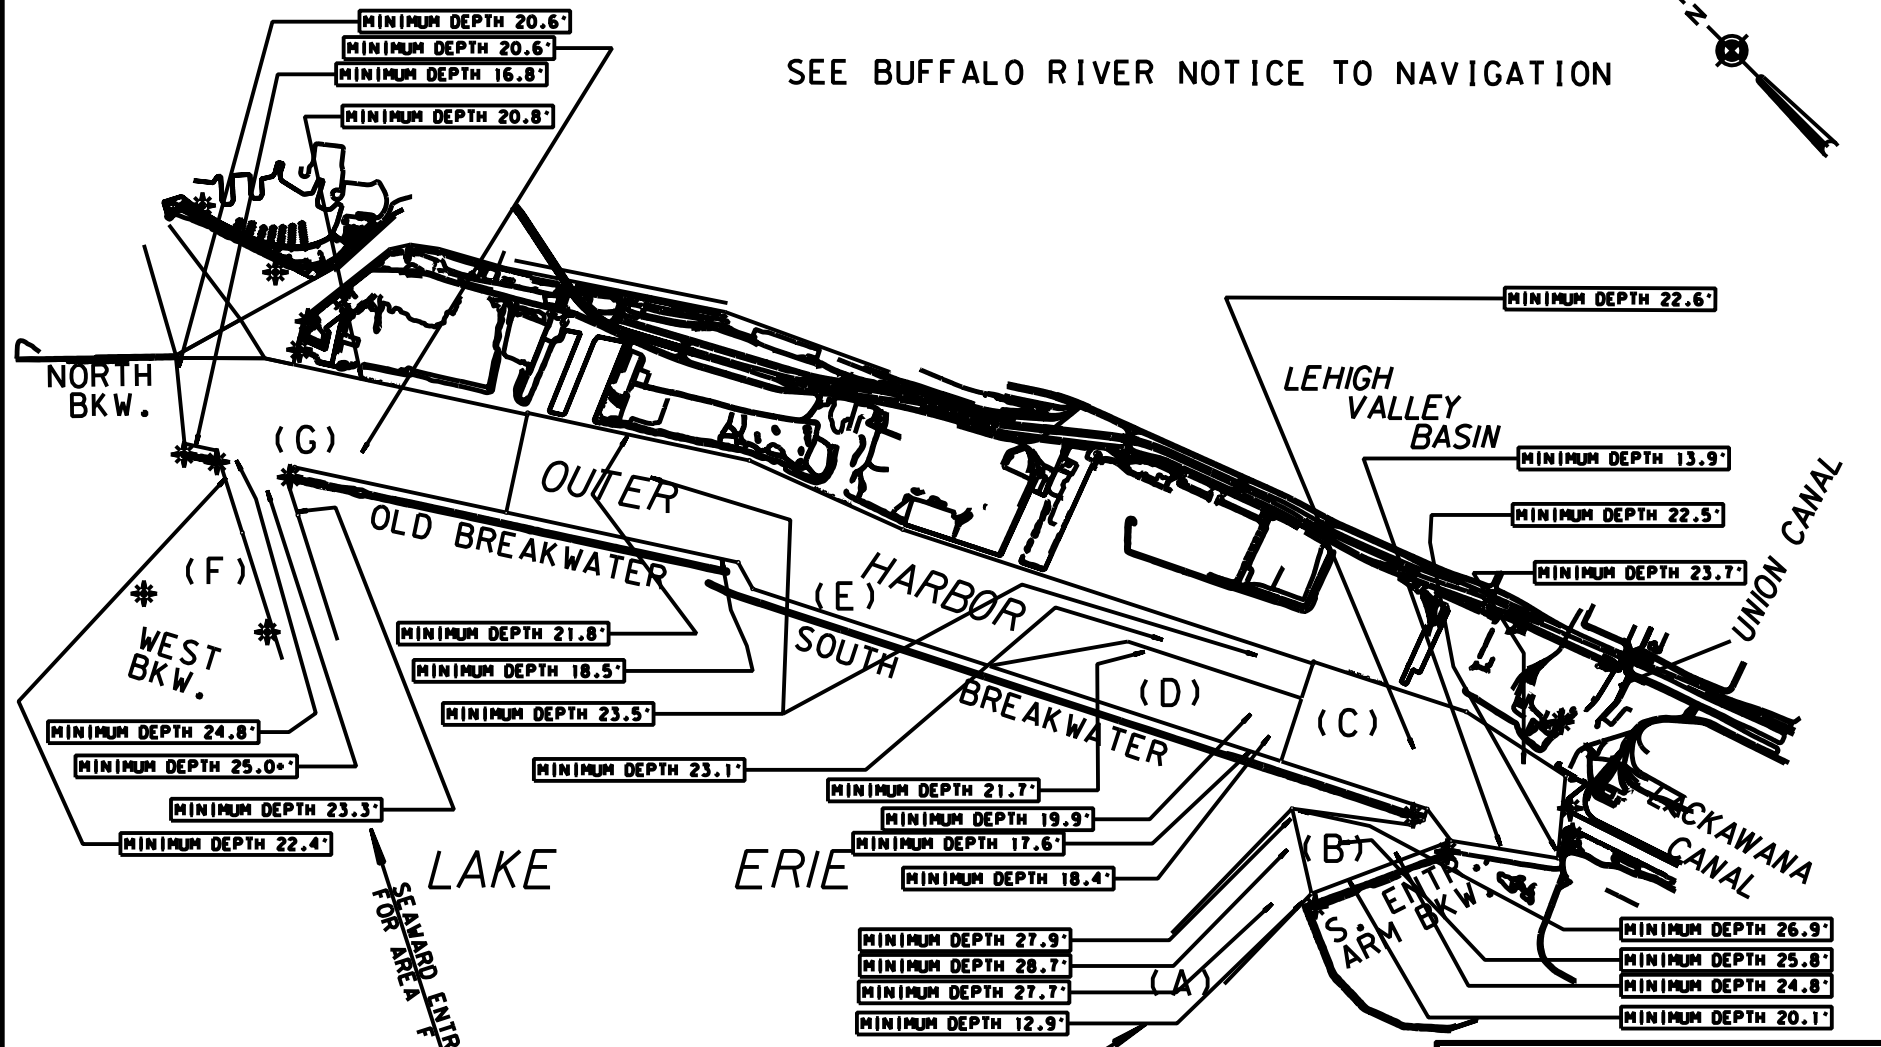 MINIMUM DEPTH 20.6'
MINIMUM DEPTH 20.6'
MINIMUM DEPTH 16.8'
MINIMUM DEPTH 20.8'
SEE BUFFALO RIVER NOTICE TO NAVIGATION
N
MINIMUM DEPTH 22.6'
NORTH
BKW.
LEHIGH
VALLEY
BASIN
(G)
MINIMUM DEPTH 13.9'
OUTER
HARBOR
MINIMUM DEPTH 22.5'
OLD BREAKWATER
MINIMUM DEPTH 23.7'
UNION CANAL
(F)
(E)
WEST
BKW.
MINIMUM DEPTH 21.8'
SOUTH BREAKWATER
MINIMUM DEPTH 18.5'
(D)
(C)
MINIMUM DEPTH 23.5'
MINIMUM DEPTH 24.8'
MINIMUM DEPTH 25.0+'
MINIMUM DEPTH 23.1'
MINIMUM DEPTH 21.7'
MINIMUM DEPTH 23.3'
MINIMUM DEPTH 19.9'
MINIMUM DEPTH 22.4'
MINIMUM DEPTH 17.6'
LACKAWANA
CANAL
(B)
LAKE ERIE
MINIMUM DEPTH 18.4'
S. ENTR.
ARM BKW.
SEAWARD ENTR
FOR AREA F
MINIMUM DEPTH 27.9'
MINIMUM DEPTH 28.7'
MINIMUM DEPTH 27.7'
MINIMUM DEPTH 12.9'
(A)
MINIMUM DEPTH 26.9'
MINIMUM DEPTH 25.8'
MINIMUM DEPTH 24.8'
MINIMUM DEPTH 20.1'